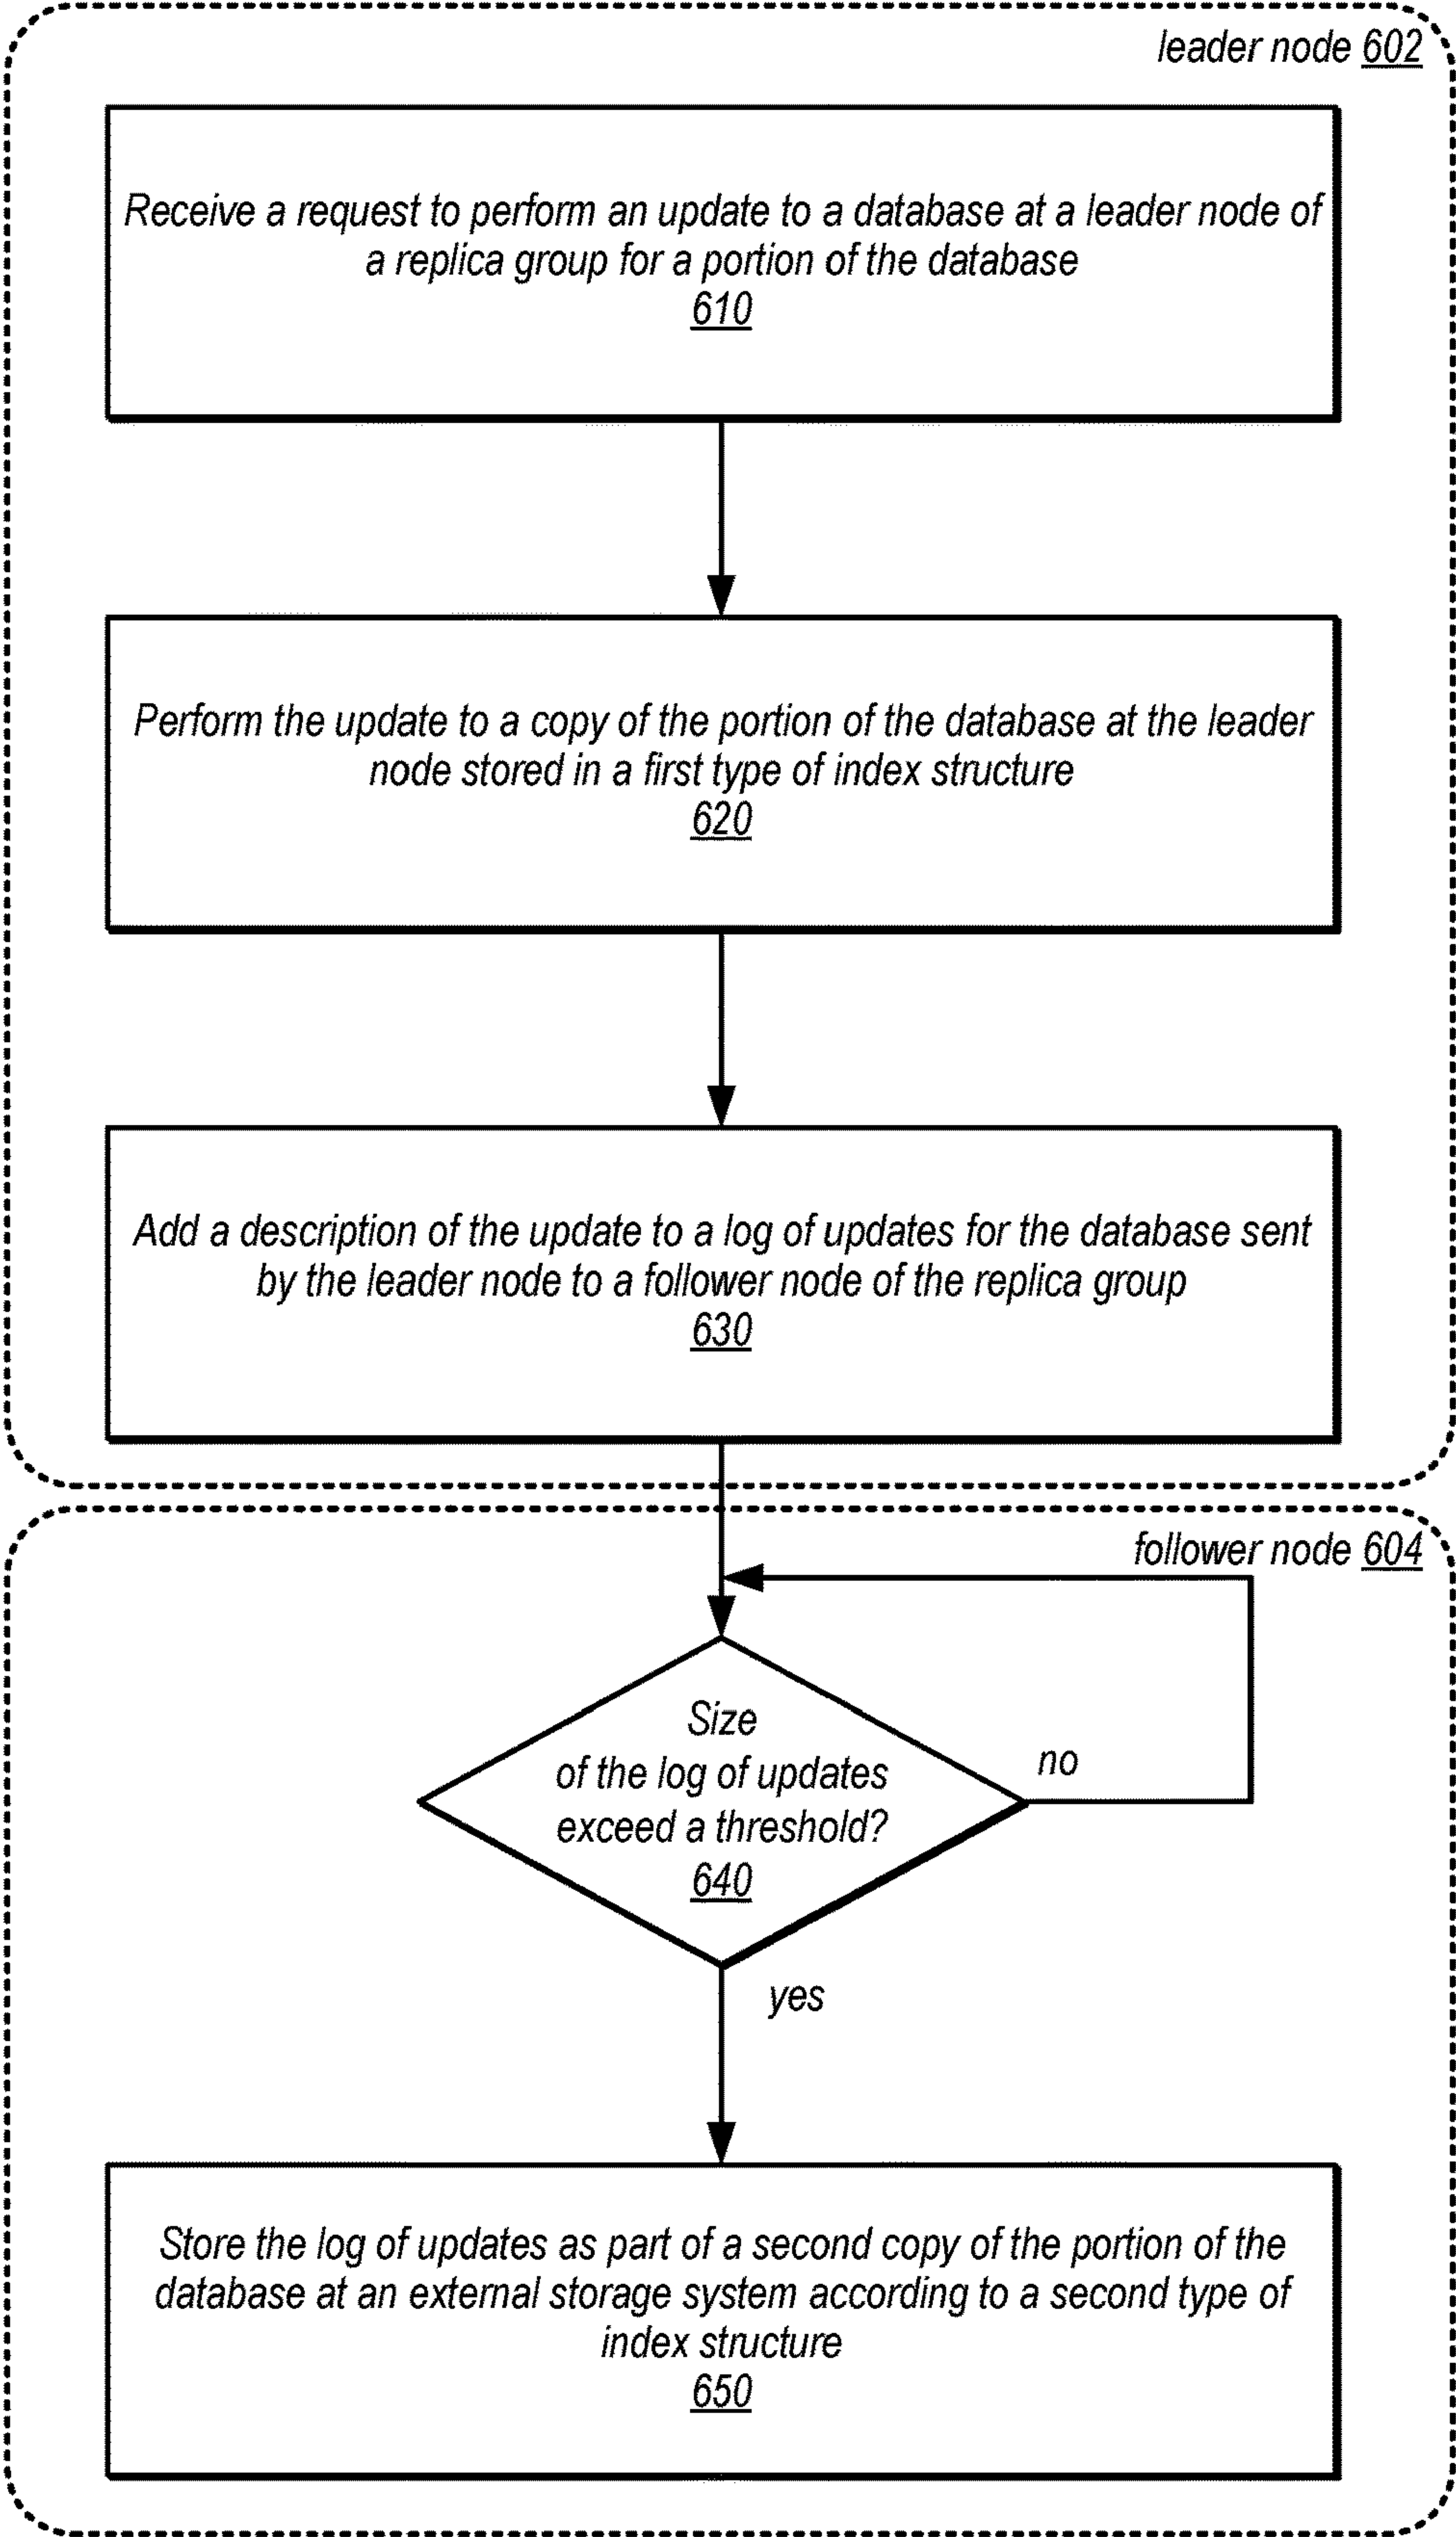 leader node 602
Receive a request to perform an update to a database at a leader node of
a replica group for a portion of the database
610
Perform the update to a copy of the portion of the database at the leader
node stored in a first type of index structure
620
Add a description of the update to a log of updates for the database sent
by the leader node to a follower node of the replica group
630
follower node 604
Size
of the log of updates
exceed a threshold?
640
no
yes
Store the log of updates as part of a second copy of the portion of the
database at an external storage system according to a second type of
index structure
650